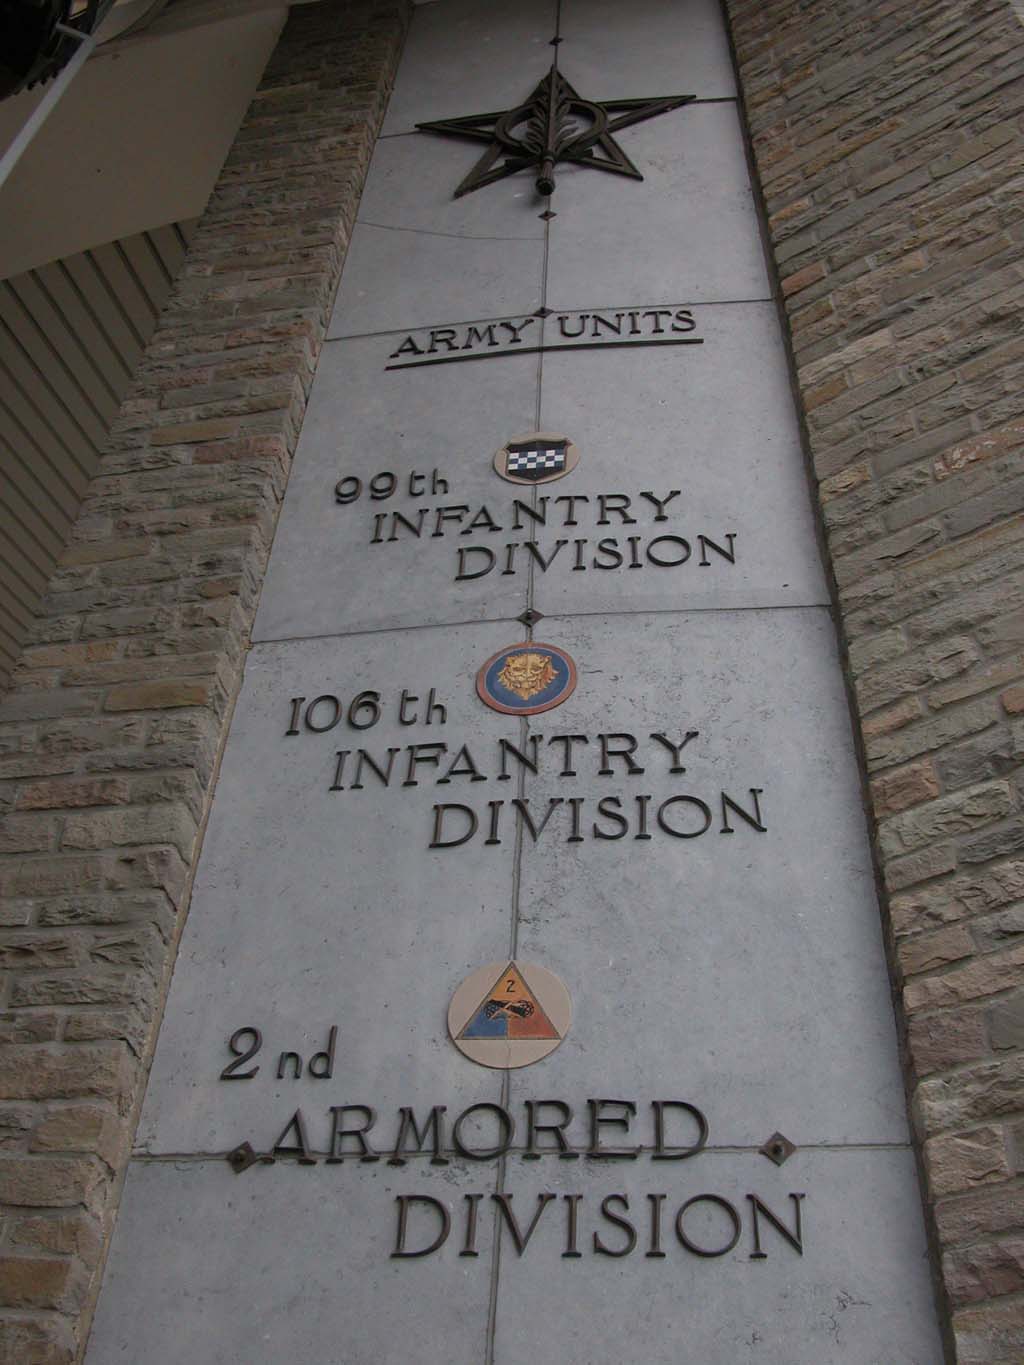 ARMY UNITS
99th
INFANTRY
DIVISION
106th
INFANTRY
DIVISION
2
2nd
ARMORED
DIVISION